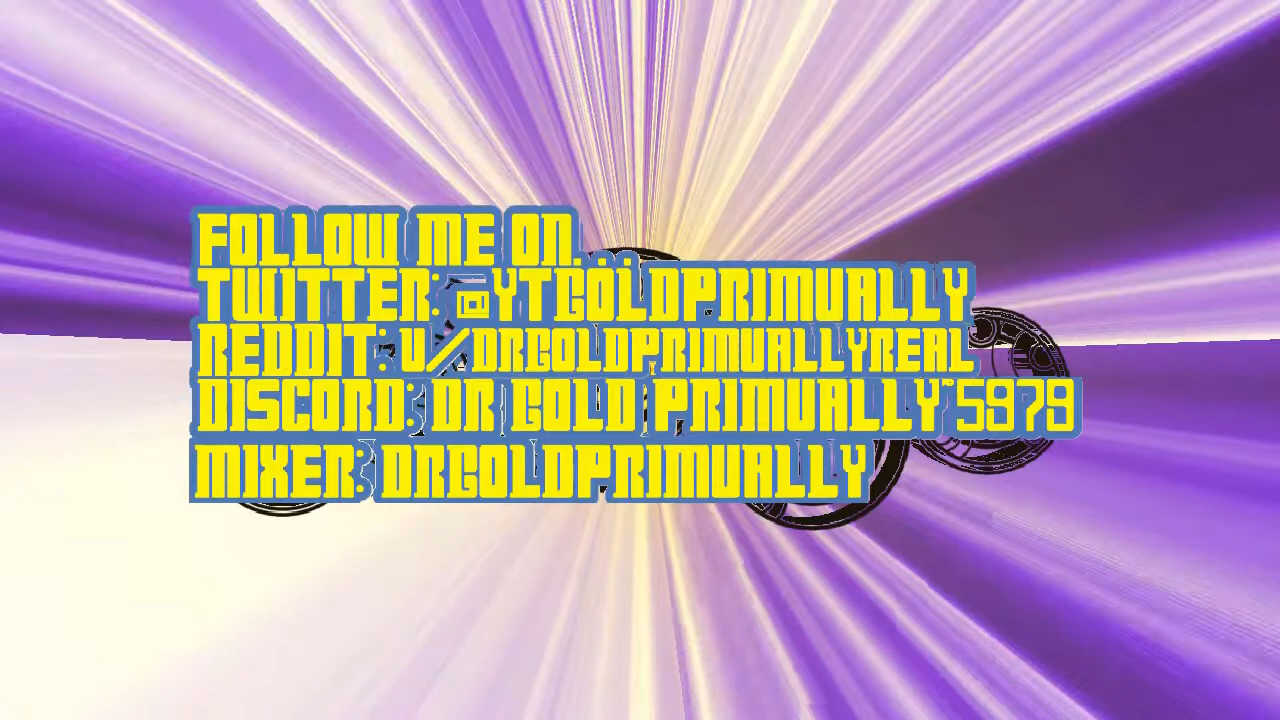 FOLLOW ME ON...
TWITTER: @YTGOLDPRIMUALLY
REDDIT: U/DRGOLDPRIMUALLYREAL
DISCORD: DR GOLD PRIMUALLY~5979
MIXER: DRGOLDPRIMUALLY